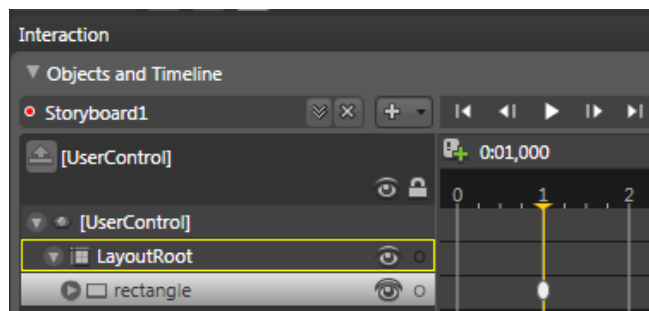 Interaction
Objects and Timeline
Storyboard1
[UserControl]
0:01,000
0 1 2
[UserControl]
LayoutRoot
rectangle